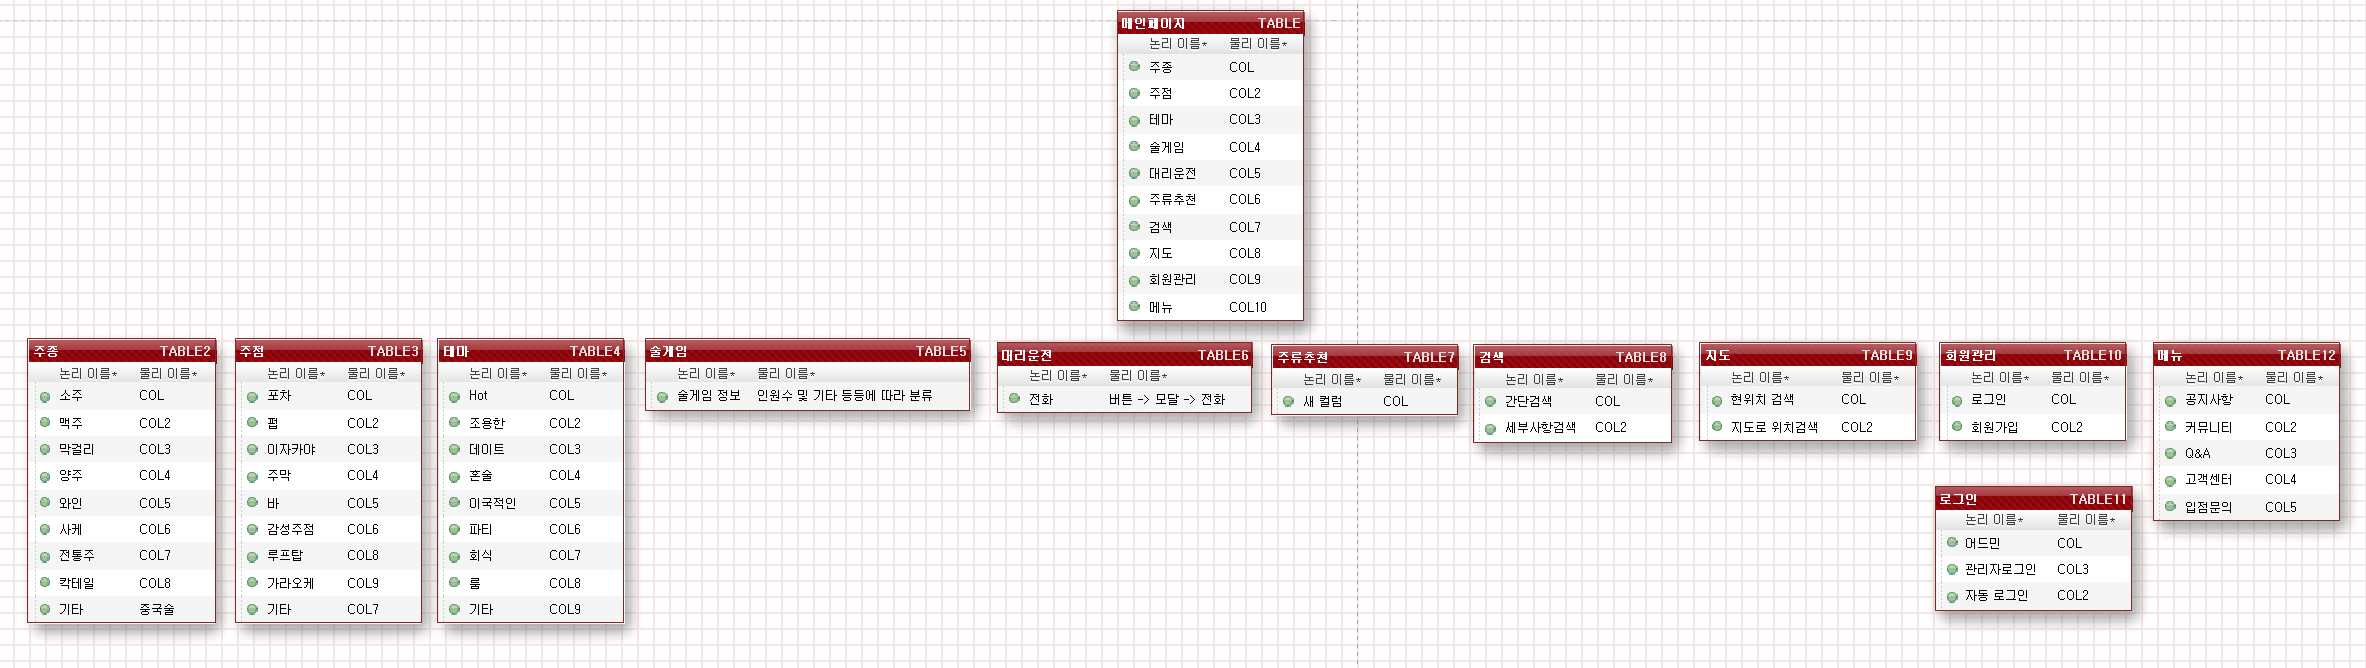 메인페이지 TABLE
논리 이름* 물리 이름*
주종 COL
주점 COL2
테마 COL3
술게임 COL4
대리운전 COL5
주류추천 COL6
검색 COL7
지도 COL8
회원관리 COL9
메뉴 COL10
주종 TABLE2
논리 이름* 물리 이름*
소주 COL
맥주 COL2
막걸리 COL3
양주 COL4
와인 COL5
사케 COL6
전통주 COL7
칵테일 COL8
기타 중국술
주점 TABLE3
논리 이름* 물리 이름*
포차 COL
펍 COL2
이자카야 COL3
주막 COL4
바 COL5
감성주점 COL6
루프탑 COL8
가라오케 COL9
기타 COL7
테마 TABLE4
논리 이름* 물리 이름*
Hot COL
조용한 COL2
데이트 COL3
혼술 COL4
이국적인 COL5
파티 COL6
회식 COL7
룸 COL8
기타 COL9
술게임 TABLE5
논리 이름* 물리 이름*
술게임 정보 인원수 및 기타 등등에 따라 분류
대리운전 TABLE6
논리 이름* 물리 이름*
전화 버튼 -> 모달 -> 전화
주류추천 TABLE7
논리 이름* 물리 이름*
새 컬럼 COL
검색 TABLE8
논리 이름* 물리 이름*
간단검색 COL
세부사항검색 COL2
지도 TABLE9
논리 이름* 물리 이름*
현위치 검색 COL
지도로 위치검색 COL2
회원관리 TABLE10
논리 이름* 물리 이름*
로그인 COL
회원가입 COL2
로그인 TABLE11
논리 이름* 물리 이름*
어드민 COL
관리자로그인 COL3
자동 로그인 COL2
메뉴 TABLE12
논리 이름* 물리 이름*
공지사항 COL
커뮤니티 COL2
Q&A COL3
고객센터 COL4
입점문의 COL5